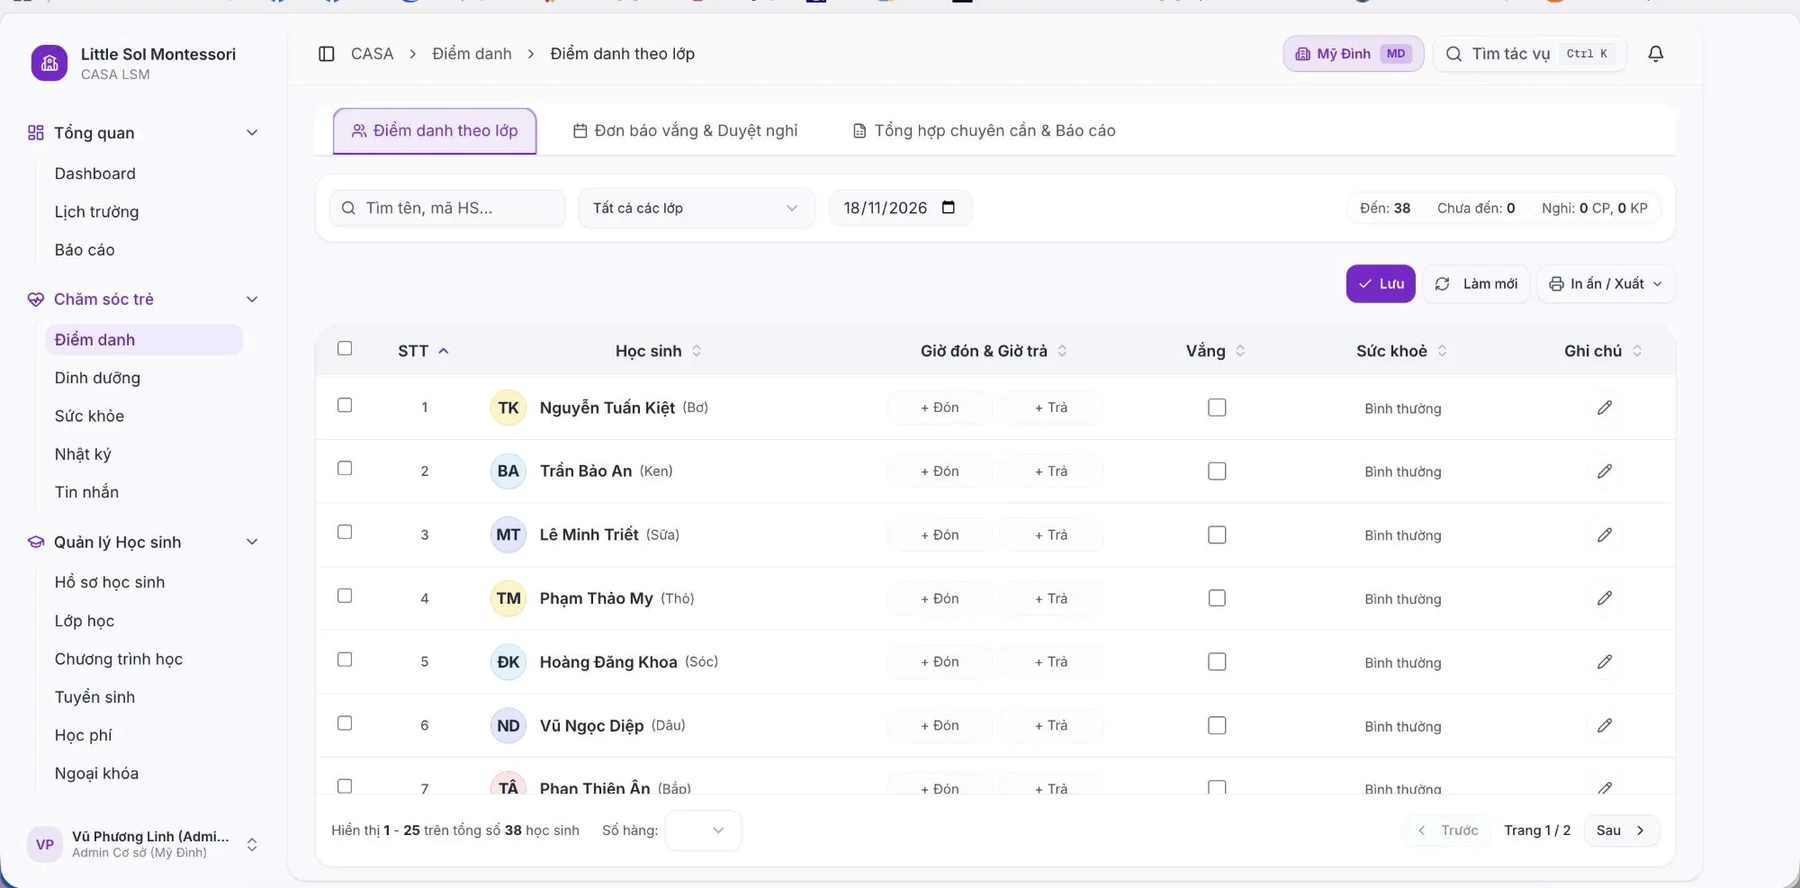 Little Sol Montessori
CASA LSM
Tổng quan
Dashboard
Lịch trường
Báo cáo
Chăm sóc trẻ
Điểm danh
Dinh dưỡng
Sức khỏe
Nhật ký
Tin nhắn
Quản lý Học sinh
Hồ sơ học sinh
Lớp học
Chương trình học
Tuyển sinh
Học phí
Ngoại khóa
VP Vũ Phương Linh (Admi...
Admin Cơ sở (Mỹ Đình)
CASA > Điểm danh > Điểm danh theo lớp
Mỹ Đình MD
Tìm tác vụ Ctrl K
Điểm danh theo lớp
Đơn báo vắng & Duyệt nghỉ
Tổng hợp chuyên cần & Báo cáo
Tìm tên, mã HS...
Tất cả các lớp
18/11/2026
Đến: 38 Chưa đến: 0 Nghỉ: 0 CP, 0 KP
Lưu
Làm mới
In ấn / Xuất
STT Học sinh Giờ đón & Giờ trả Vắng Sức khoẻ Ghi chú
1 TK Nguyễn Tuấn Kiệt (Bơ) + Đón + Trả Bình thường
2 BA Trần Bảo An (Ken) + Đón + Trả Bình thường
3 MT Lê Minh Triết (Sữa) + Đón + Trả Bình thường
4 TM Phạm Thảo My (Thỏ) + Đón + Trả Bình thường
5 ĐK Hoàng Đăng Khoa (Sóc) + Đón + Trả Bình thường
6 ND Vũ Ngọc Diệp (Dâu) + Đón + Trả Bình thường
7 TÂ Phan Thiên Ân (Bắp) + Đón + Trả Bình thường
Hiển thị 1 - 25 trên tổng số 38 học sinh Số hàng:
Trước Trang 1 / 2 Sau